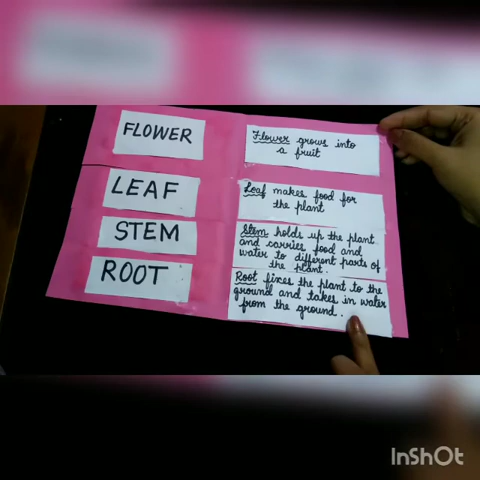 FLOWER
Flower grows into
a fruit
LEAF
Leaf makes food for
the plant
STEM
Stem holds up the plant
and carries food and
water to different parts of
the plant.
ROOT
Root fixes the plant to the
ground and takes in water
from the ground.
InShOt